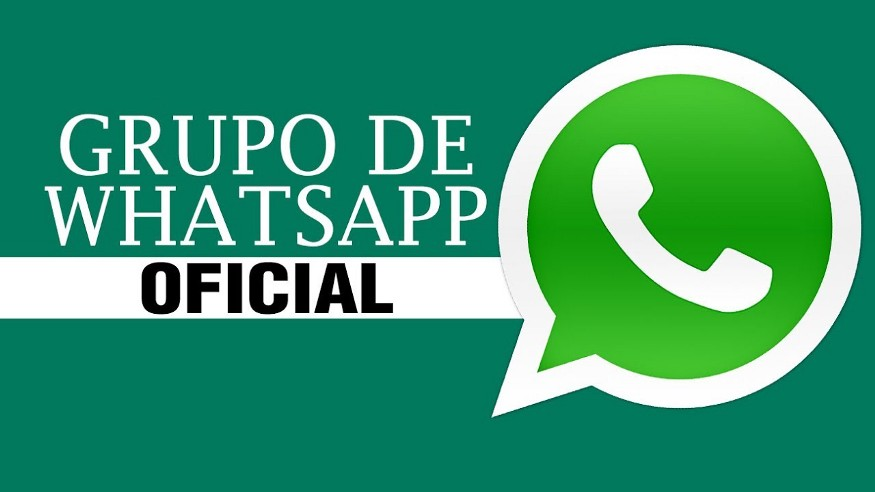 GRUPO DE
WHATSAPP
OFICIAL